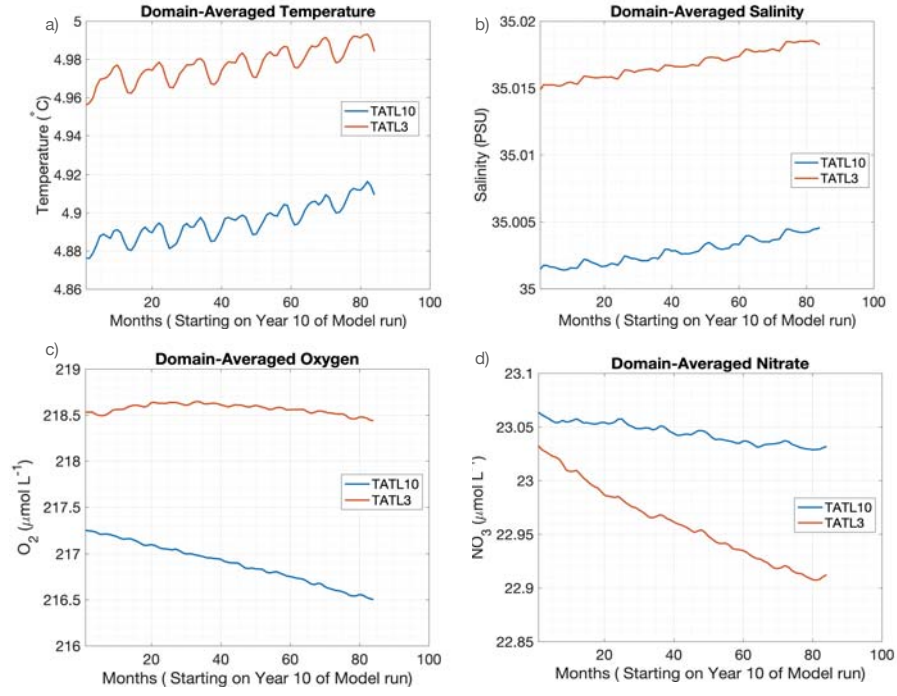 a)
Domain-Averaged Temperature
5
4.98
4.96
4.94
4.92
4.9
4.88
4.86
Temperature (°C)
TATL10
TATL3
20 40 60 80 100
Months ( Starting on Year 10 of Model run)
b)
Domain-Averaged Salinity
35.02
35.015
35.01
35.005
35
Salinity (PSU)
TATL10
TATL3
20 40 60 80 100
Months ( Starting on Year 10 of Model run)
c)
Domain-Averaged Oxygen
219
218.5
218
217.5
217
216.5
216
O₂ (μmol L⁻¹)
TATL10
TATL3
20 40 60 80 100
Months ( Starting on Year 10 of Model run)
d)
Domain-Averaged Nitrate
23.1
23.05
23
22.95
22.9
22.85
NO₃ (μmol L⁻¹)
TATL10
TATL3
20 40 60 80 100
Months ( Starting on Year 10 of Model run)